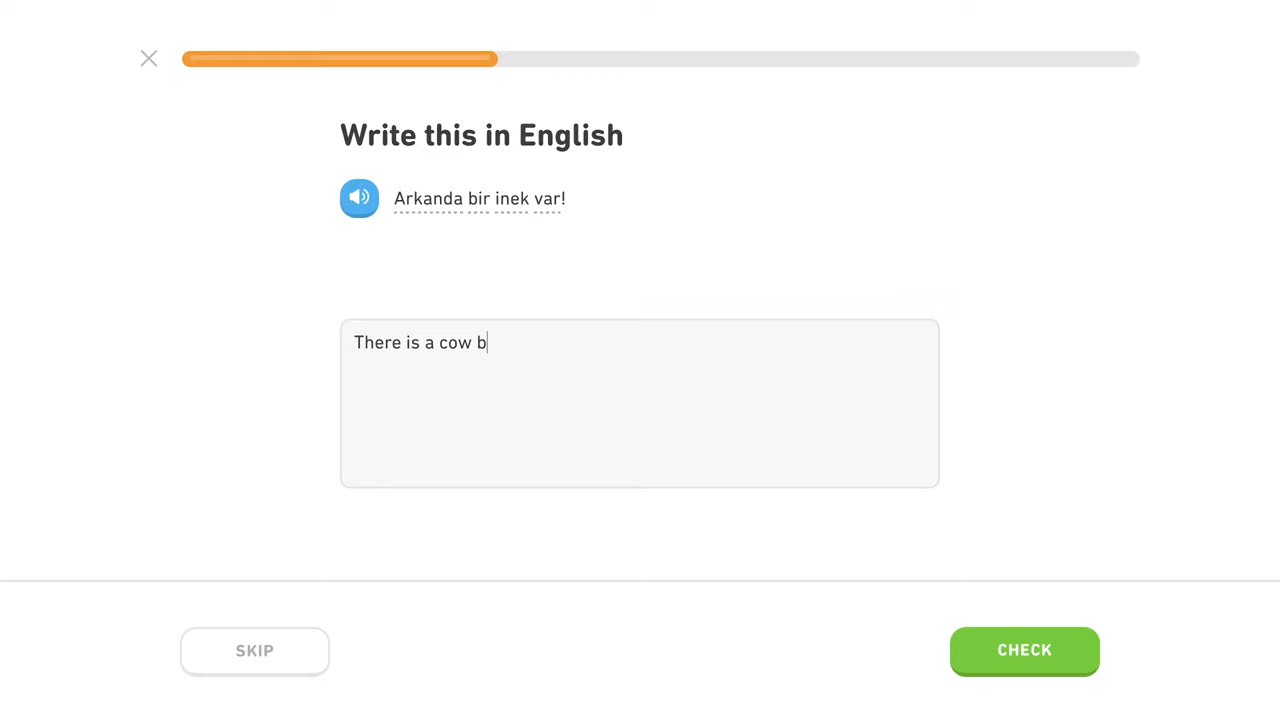 Write this in English
Arkanda bir inek var!
There is a cow b
SKIP
CHECK